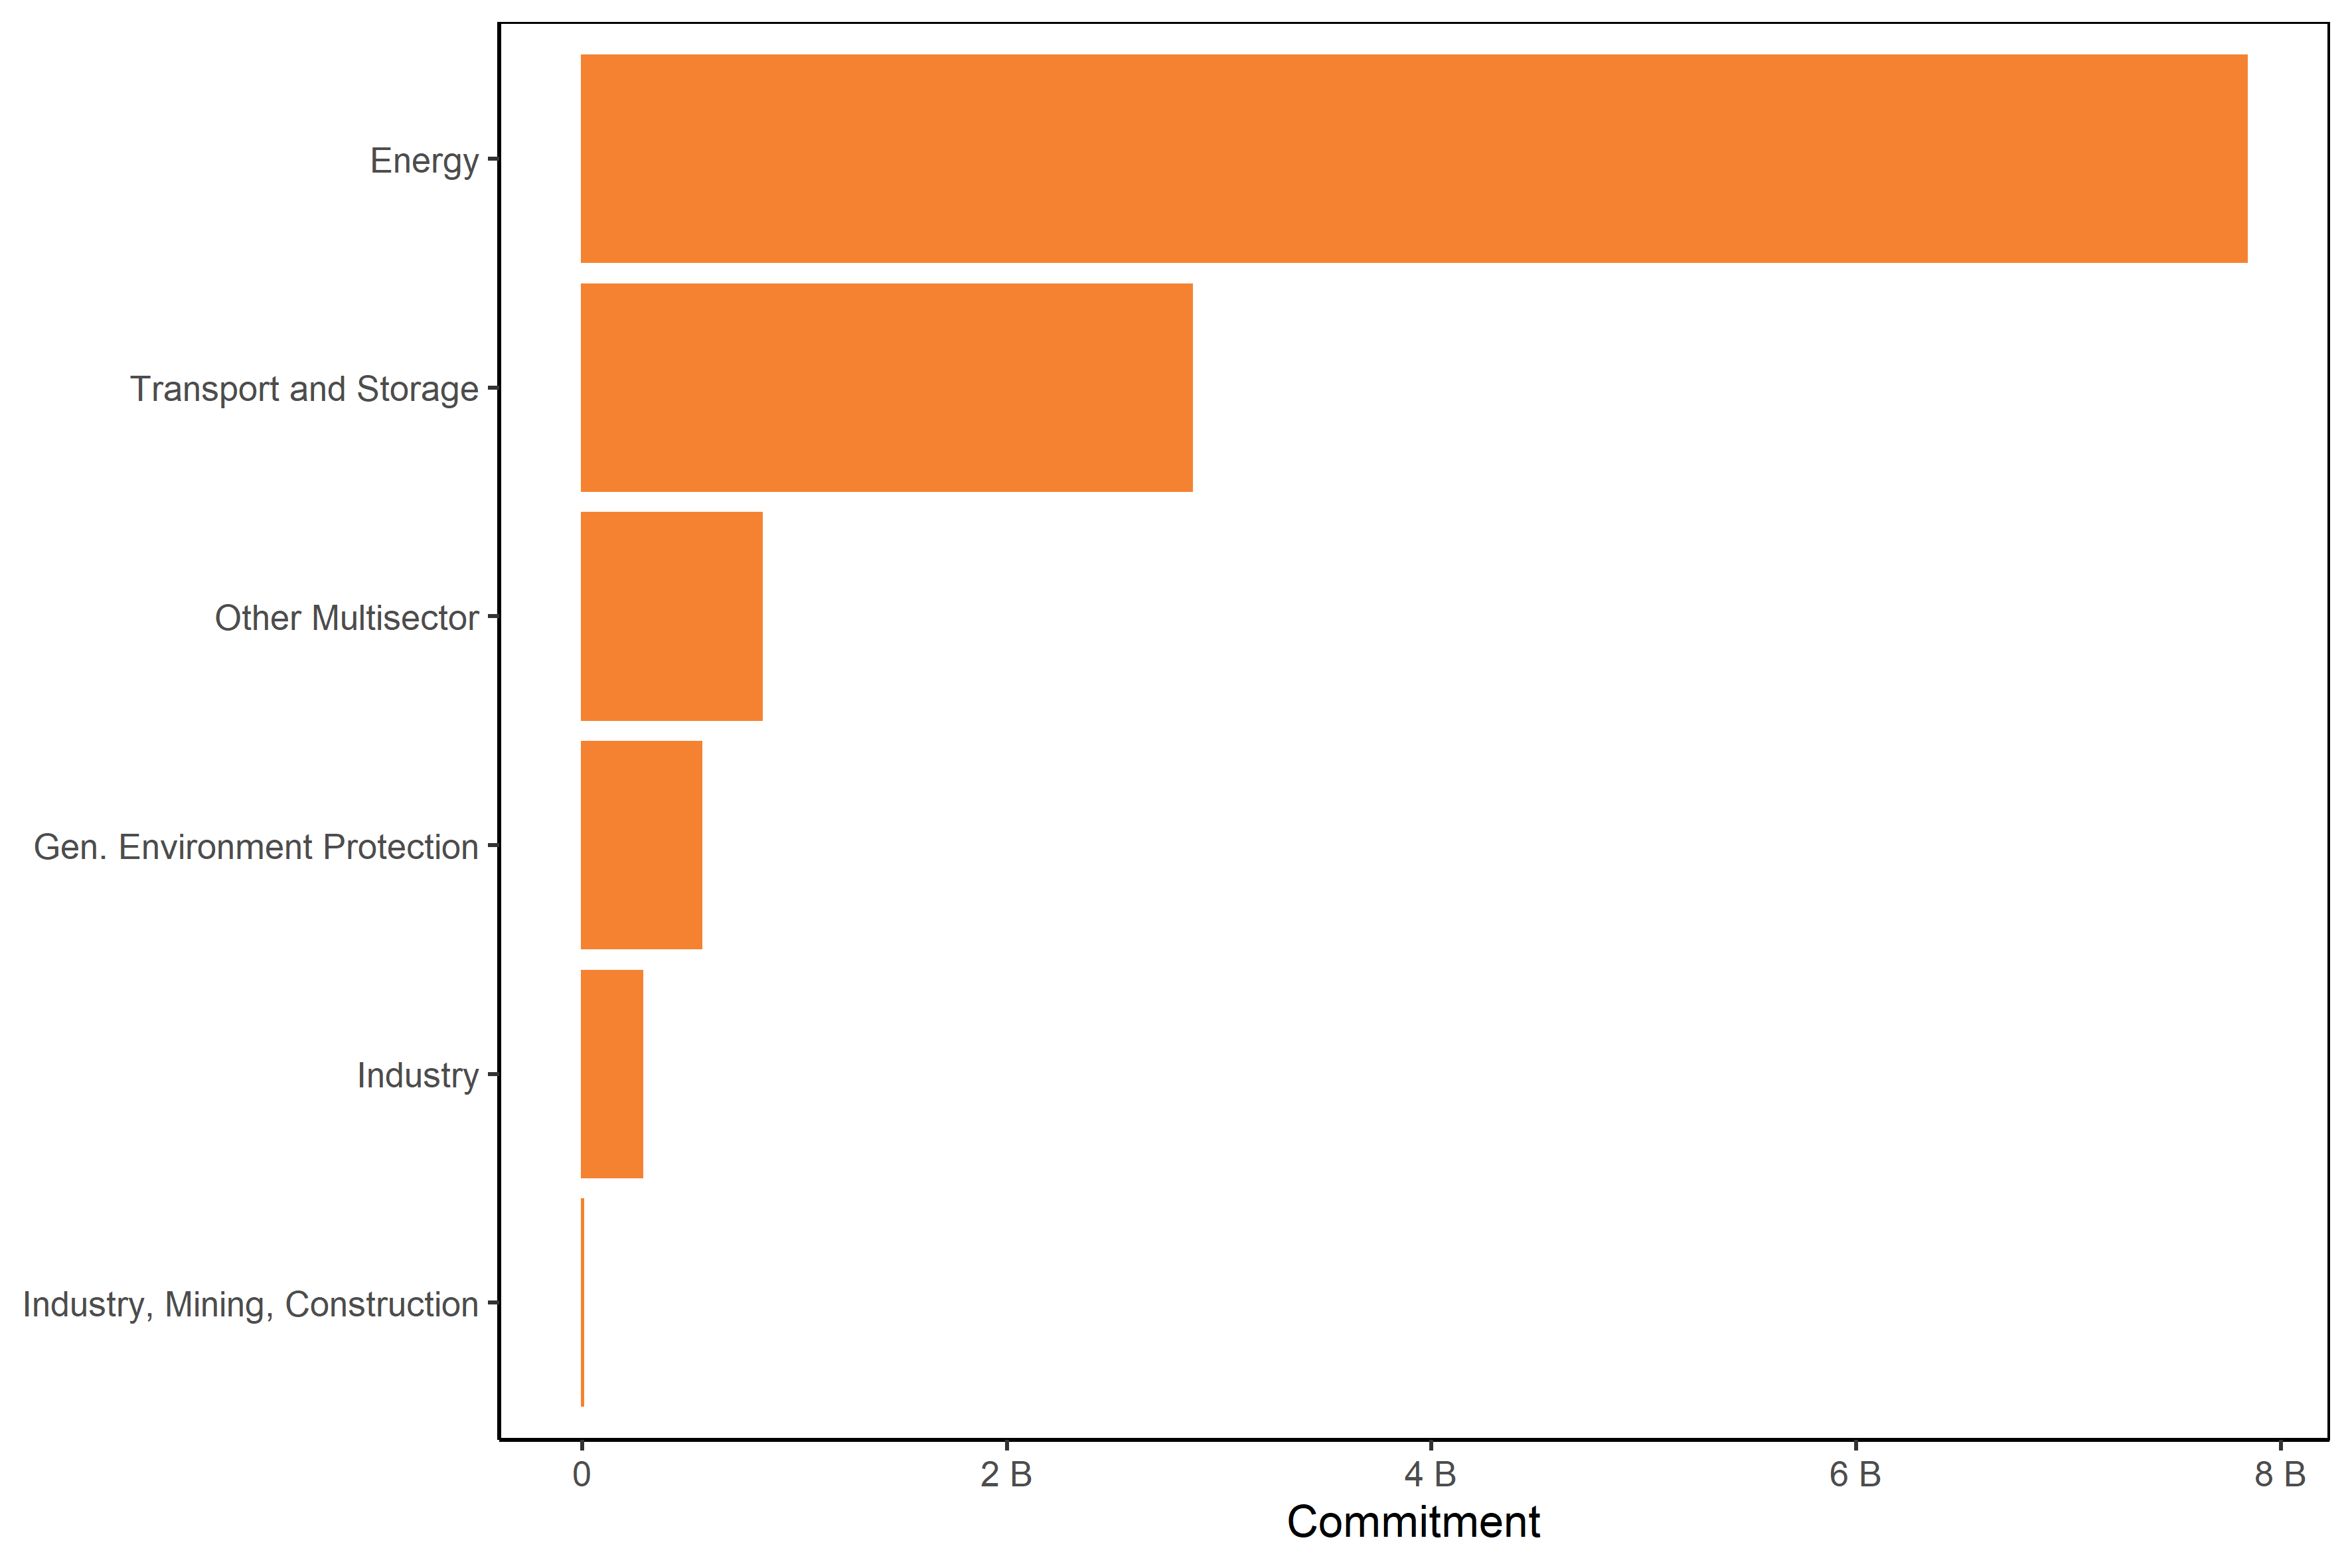 Energy
Transport and Storage
Other Multisector
Gen. Environment Protection
Industry
Industry, Mining, Construction
0 2 B 4 B 6 B 8 B
Commitment